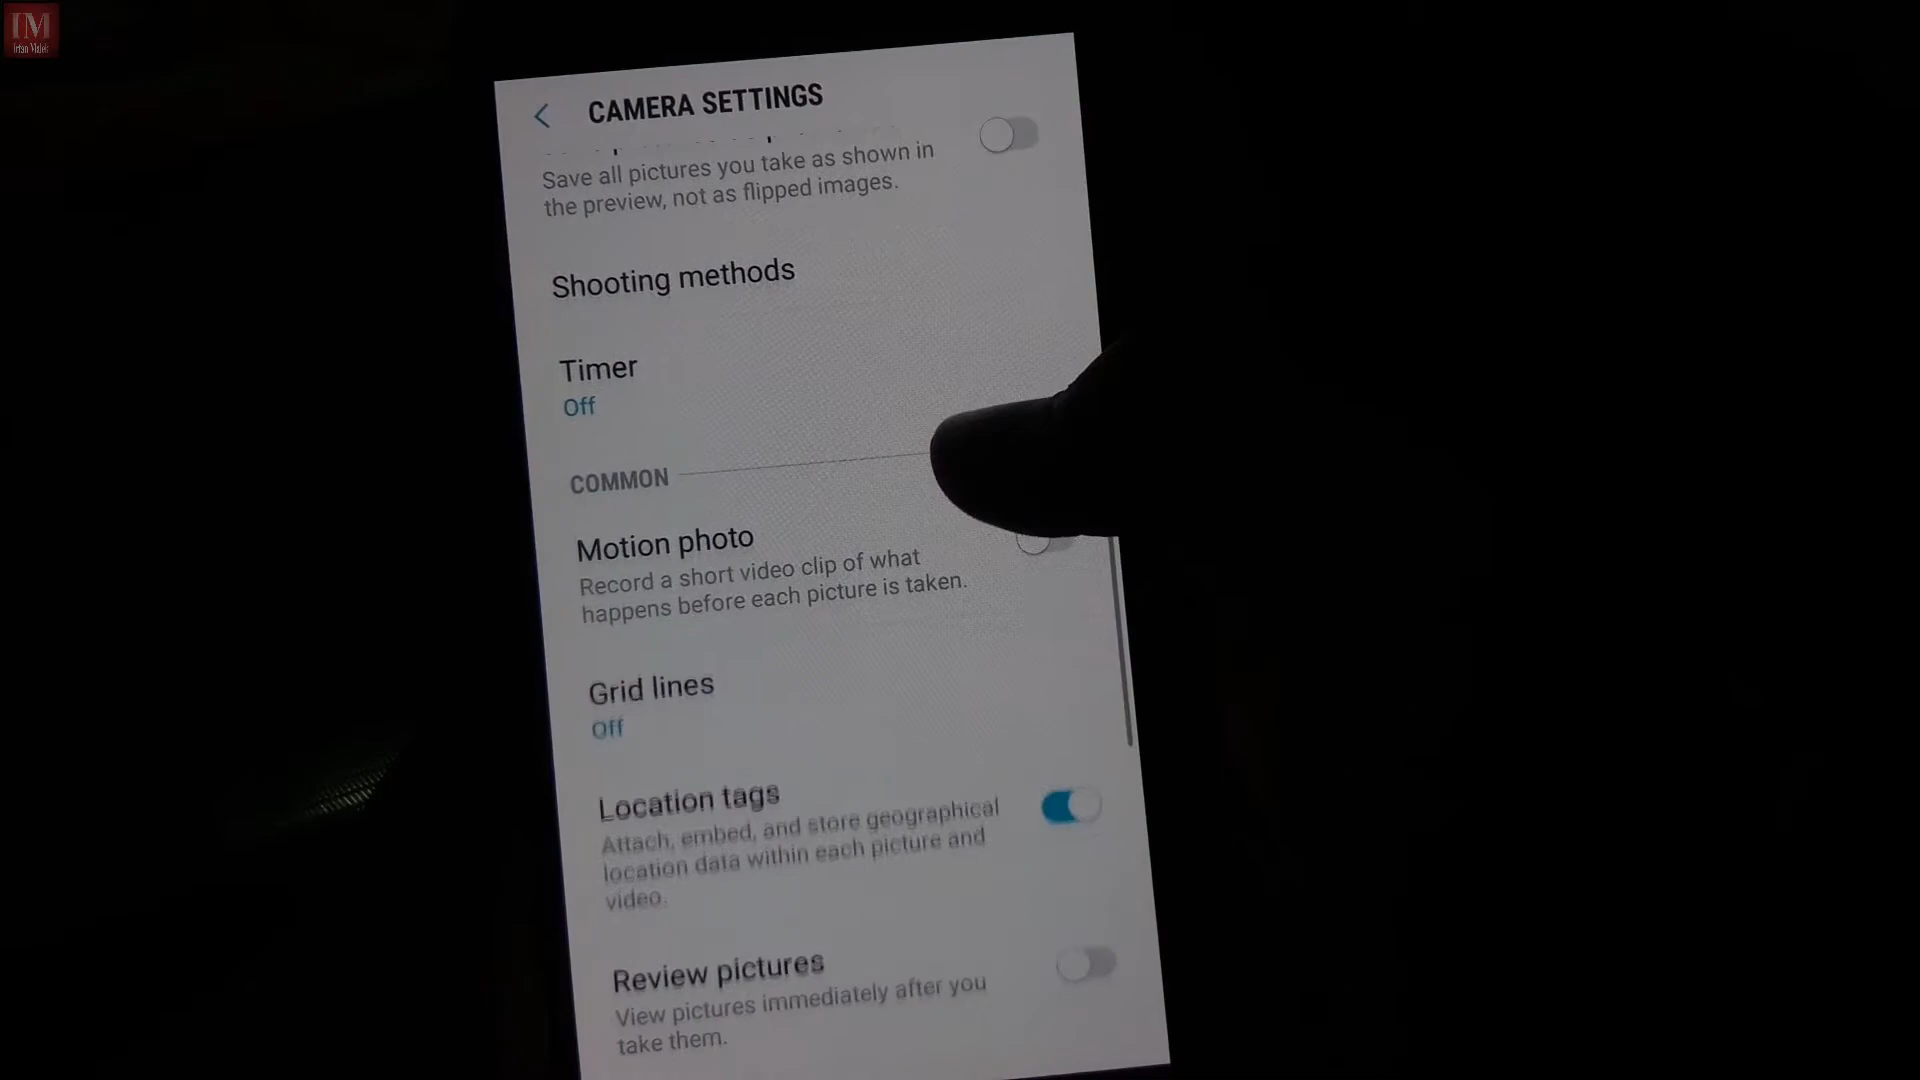 IM
Irfan Malek
CAMERA SETTINGS
Save all pictures you take as shown in
the preview, not as flipped images.
Shooting methods
Timer
Off
COMMON
Motion photo
Record a short video clip of what
happens before each picture is taken.
Grid lines
Off
Location tags
Attach, embed, and store geographical
location data within each picture and
video.
Review pictures
View pictures immediately after you
take them.